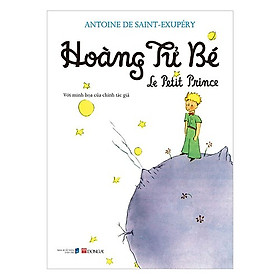 ANTOINE DE SAINT-EXUPÉRY
Hoàng Tử Bé
Le Petit Prince
Với minh họa của chính tác giả